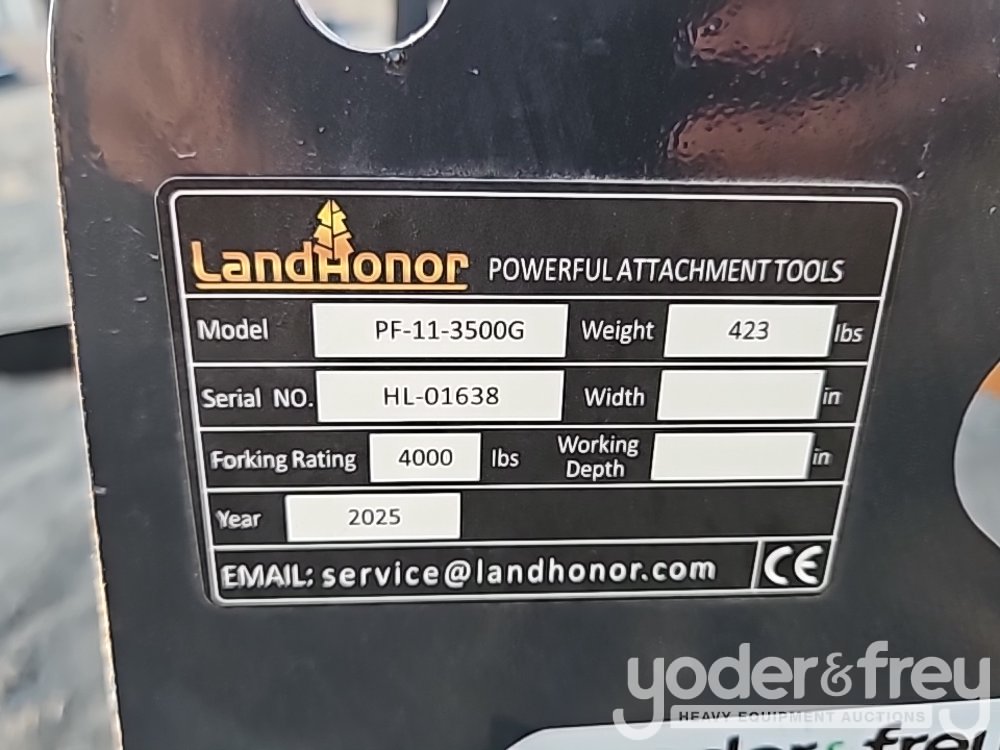 LandHonor POWERFUL ATTACHMENT TOOLS
Model PF-11-3500G Weight 423 lbs
Serial NO. HL-01638 Width in
Forking Rating 4000 lbs Working Depth in
Year 2025
EMAIL: service@landhonor.com CE
yoder&frey
HEAVY EQUIPMENT AUCTIONS